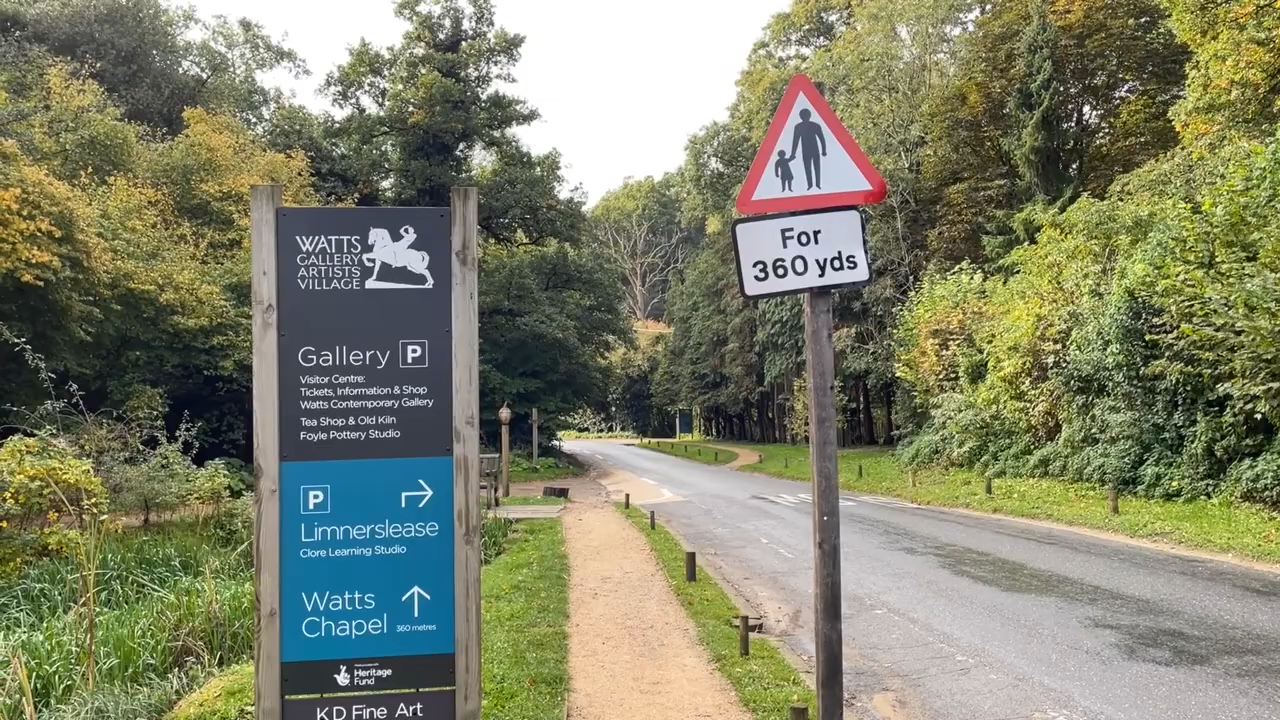 WATTS
GALLERY
ARTISTS
VILLAGE
Gallery P
Visitor Centre:
Tickets, Information & Shop
Watts Contemporary Gallery
Tea Shop & Old Kiln
Foyle Pottery Studio
P
Limnerslease
Clore Learning Studio
Watts
Chapel
360 metres
Heritage
Fund
KD Fine Art
For
360 yds